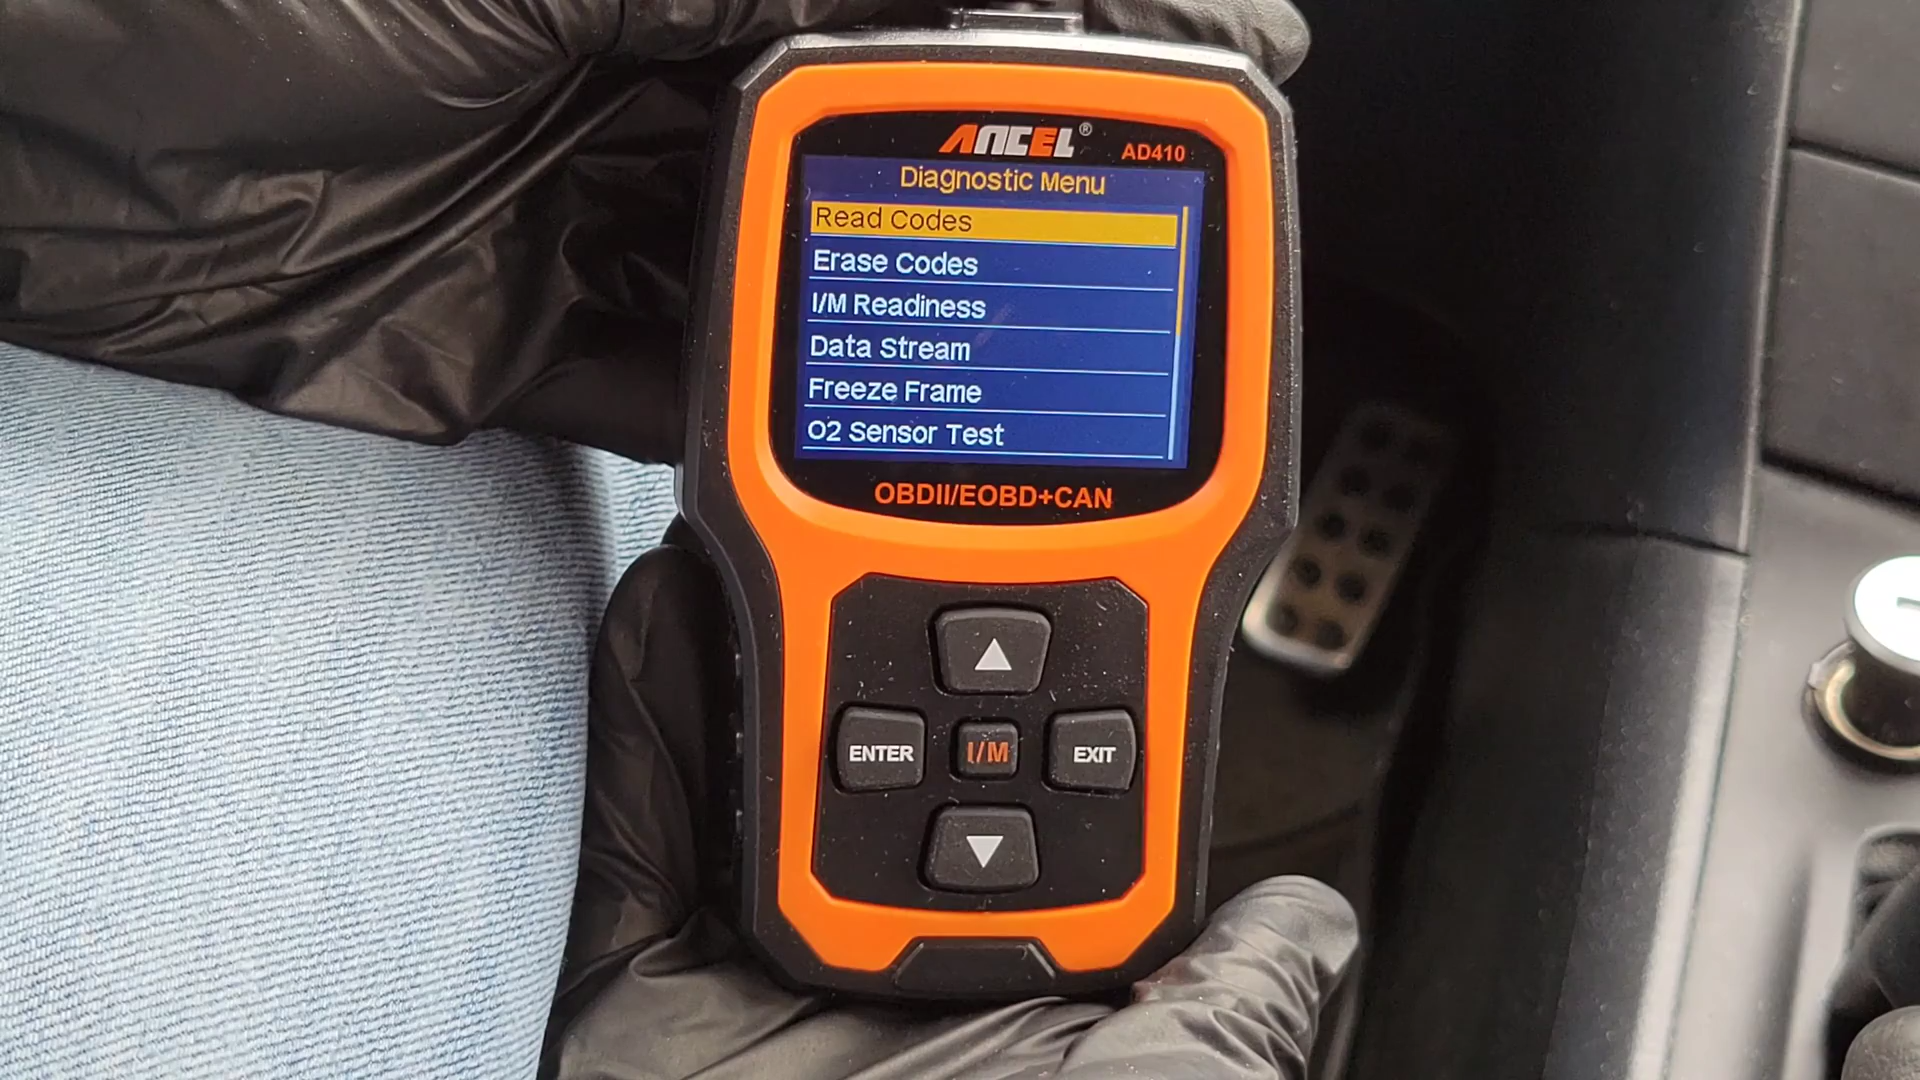 ANCEL®
AD410
Diagnostic Menu
Read Codes
Erase Codes
I/M Readiness
Data Stream
Freeze Frame
O2 Sensor Test
OBDII/EOBD+CAN
ENTER
I/M
EXIT